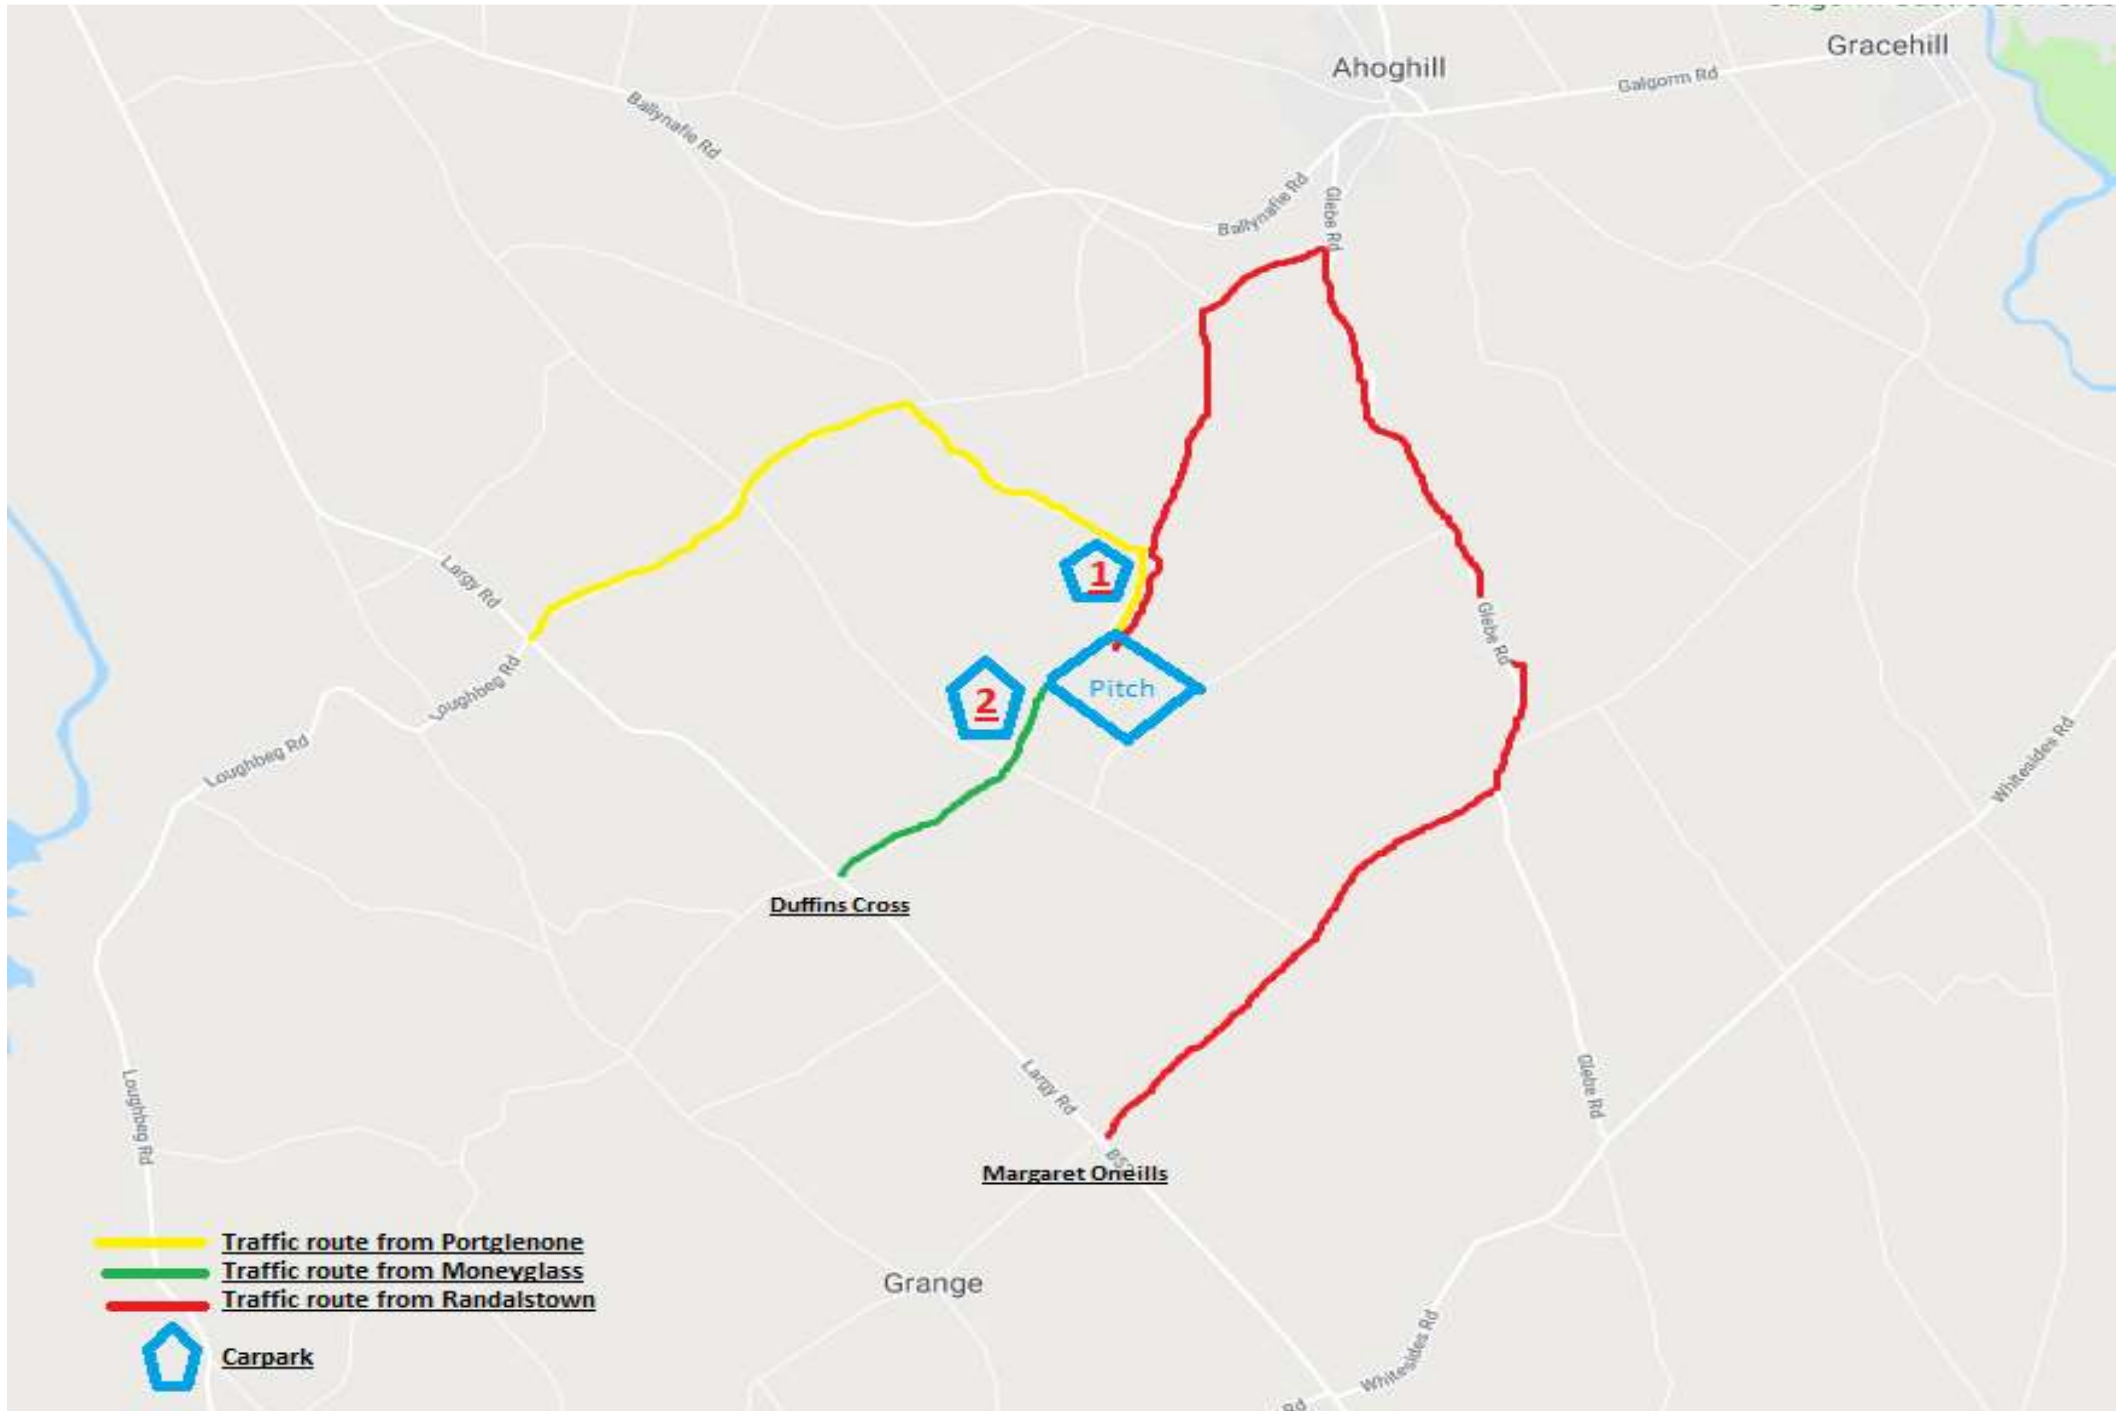 Gracehill
Ahoghill
Galgorm Rd
Ballynafie Rd
Ballynafie Rd
Glebe Rd
Largy Rd
1
Glebe Rd
Loughbeg Rd
2
Pitch
Loughbeg Rd
Whitesides Rd
Duffins Cross
Largy Rd
Glebe Rd
Loughbeg Rd
Margaret Oneills
Traffic route from Portglenone
Traffic route from Moneyglass
Traffic route from Randalstown
Grange
Carpark
Whitesides Rd
Rd